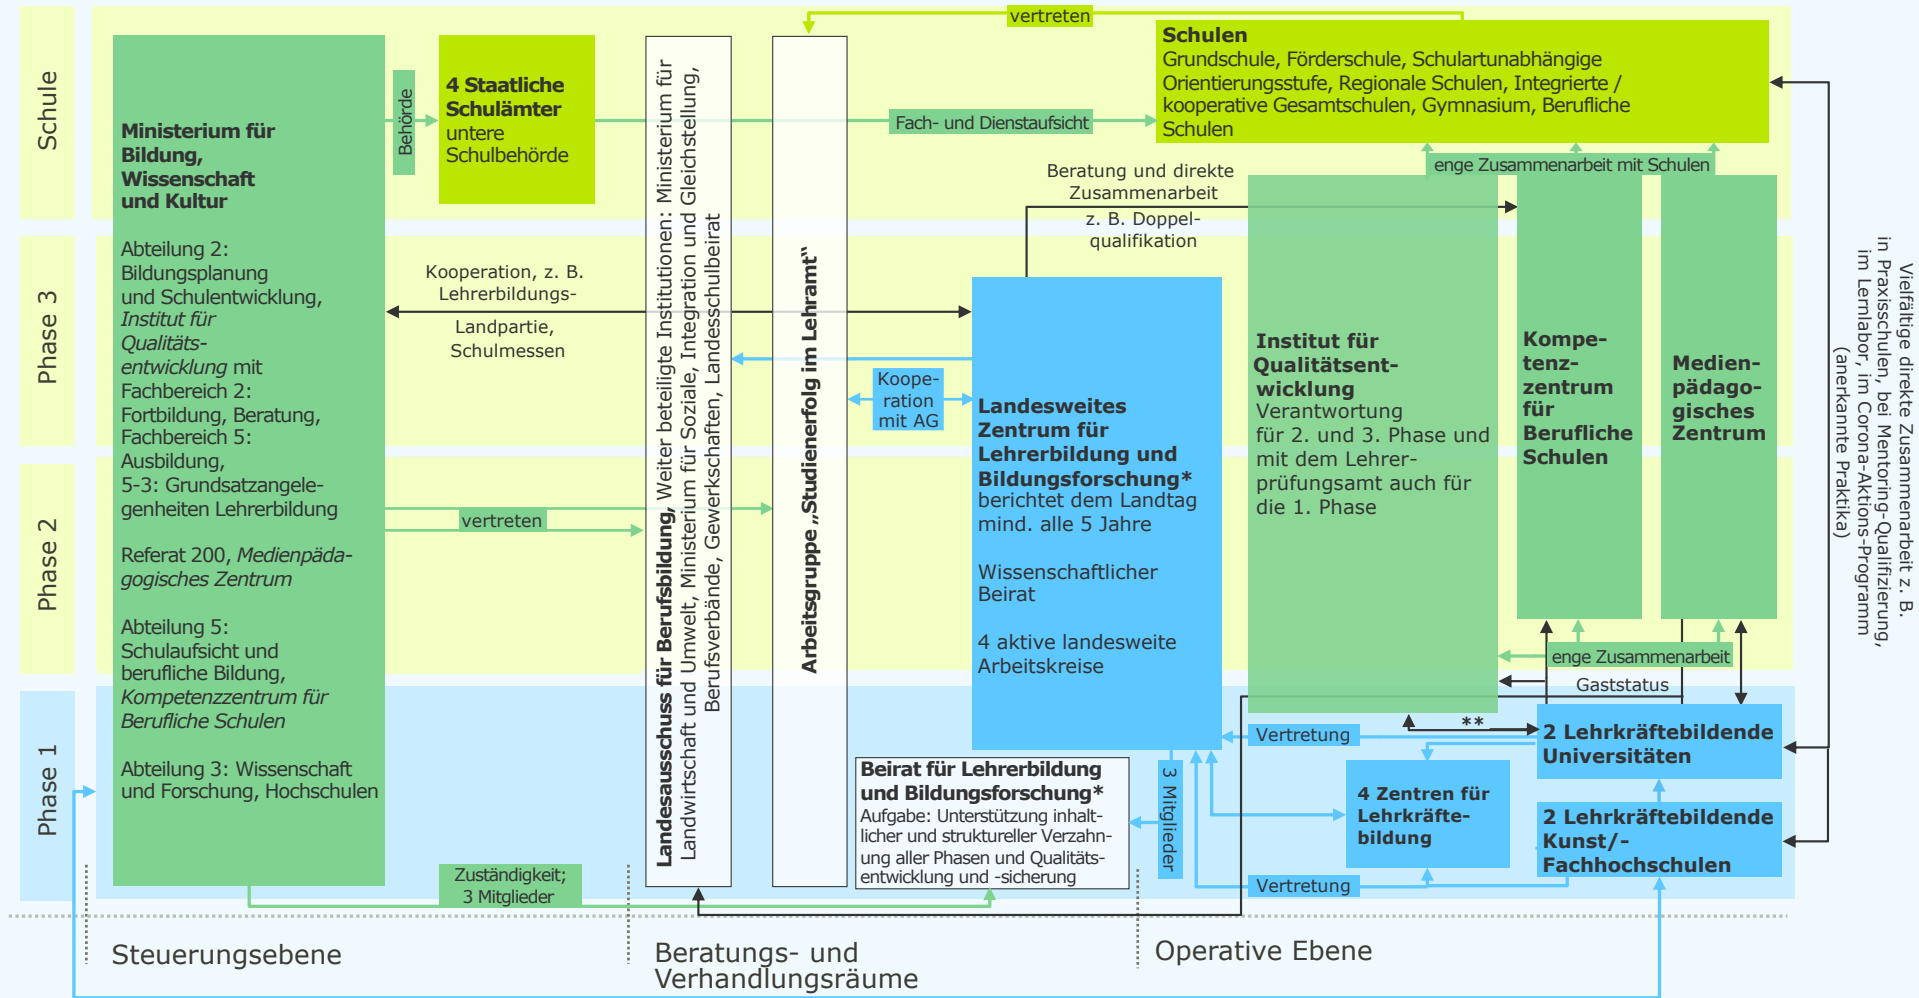 Schule
Phase 3
Phase 2
Phase 1
Ministerium für
Bildung,
Wissenschaft
und Kultur
Abteilung 2:
Bildungsplanung
und Schulentwicklung,
Institut für
Qualitäts-
entwicklung mit
Fachbereich 2:
Fortbildung, Beratung,
Fachbereich 5:
Ausbildung,
5-3: Grundsatzangele-
genheiten Lehrerbildung
Referat 200, Medienpäda-
gogisches Zentrum
Abteilung 5:
Schulaufsicht und
berufliche Bildung,
Kompetenzzentrum für
Berufliche Schulen
Abteilung 3: Wissenschaft
und Forschung, Hochschulen
Behörde
4 Staatliche
Schulämter
untere
Schulbehörde
Kooperation, z. B.
Lehrerbildungs-
Landpartie,
Schulmessen
vertreten
Zuständigkeit;
3 Mitglieder
Landesausschuss für Berufsbildung, Weiter beteiligte Institutionen: Ministerium für
Landwirtschaft und Umwelt, Ministerium für Soziale, Integration und Gleichstellung,
Berufsverbände, Gewerkschaften, Landesschulbeirat
Arbeitsgruppe „Studienerfolg im Lehramt“
vertreten
Fach- und Dienstaufsicht
Schulen
Grundschule, Förderschule, Schulartunabhängige
Orientierungsstufe, Regionale Schulen, Integrierte /
kooperative Gesamtschulen, Gymnasium, Berufliche
Schulen
enge Zusammenarbeit mit Schulen
Beratung und direkte
Zusammenarbeit
z. B. Doppel-
qualifikation
Koope-
ration
mit AG
Landesweites
Zentrum für
Lehrerbildung und
Bildungsforschung*
berichtet dem Landtag
mind. alle 5 Jahre
Wissenschaftlicher
Beirat
4 aktive landesweite
Arbeitskreise
Institut für
Qualitätsent-
wicklung
Verantwortung
für 2. und 3. Phase und
mit dem Lehrer-
prüfungsamt auch für
die 1. Phase
Kompe-
tenz-
zentrum
für
Berufliche
Schulen
Medien-
pädago-
gisches
Zentrum
Vielfältige direkte Zusammenarbeit z. B.
in Praxisschulen, bei Mentoring-Qualifizierung,
im Lernlabor, im Corona-Aktions-Programm
(anerkannte Praktika)
enge Zusammenarbeit
Gaststatus
**
Vertretung
2 Lehrkräftebildende
Universitäten
Beirat für Lehrerbildung
und Bildungsforschung*
Aufgabe: Unterstützung inhalt-
licher und struktureller Verzahn-
ung aller Phasen und Qualitäts-
entwicklung und -sicherung
3 Mitglieder
4 Zentren für
Lehrkräfte-
bildung
2 Lehrkräftebildende
Kunst/-
Fachhochschulen
Vertretung
Steuerungsebene
Beratungs- und
Verhandlungsräume
Operative Ebene